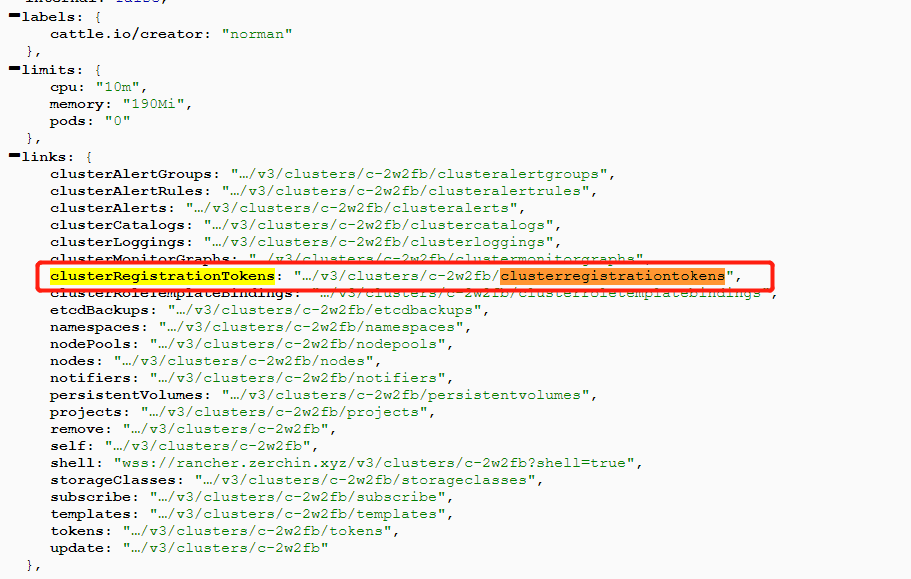 internal: false,
labels: {
cattle.io/creator: "norman"
},
limits: {
cpu: "10m",
memory: "190Mi",
pods: "0"
},
links: {
clusterAlertGroups: "…/v3/clusters/c-2w2fb/clusteralertgroups",
clusterAlertRules: "…/v3/clusters/c-2w2fb/clusteralertrules",
clusterAlerts: "…/v3/clusters/c-2w2fb/clusteralerts",
clusterCatalogs: "…/v3/clusters/c-2w2fb/clustercatalogs",
clusterLoggings: "…/v3/clusters/c-2w2fb/clusterloggings",
clusterMonitorGraphs: "…/v3/clusters/c-2w2fb/clustermonitorgraphs",
clusterRegistrationTokens: "…/v3/clusters/c-2w2fb/clusterregistrationtokens",
clusterRoleTemplateBindings: "…/v3/clusters/c-2w2fb/clusterroletemplatebindings",
etcdBackups: "…/v3/clusters/c-2w2fb/etcdbackups",
namespaces: "…/v3/clusters/c-2w2fb/namespaces",
nodePools: "…/v3/clusters/c-2w2fb/nodepools",
nodes: "…/v3/clusters/c-2w2fb/nodes",
notifiers: "…/v3/clusters/c-2w2fb/notifiers",
persistentVolumes: "…/v3/clusters/c-2w2fb/persistentvolumes",
projects: "…/v3/clusters/c-2w2fb/projects",
remove: "…/v3/clusters/c-2w2fb",
self: "…/v3/clusters/c-2w2fb",
shell: "wss://rancher.zerchin.xyz/v3/clusters/c-2w2fb?shell=true",
storageClasses: "…/v3/clusters/c-2w2fb/storageclasses",
subscribe: "…/v3/clusters/c-2w2fb/subscribe",
templates: "…/v3/clusters/c-2w2fb/templates",
tokens: "…/v3/clusters/c-2w2fb/tokens",
update: "…/v3/clusters/c-2w2fb"
},